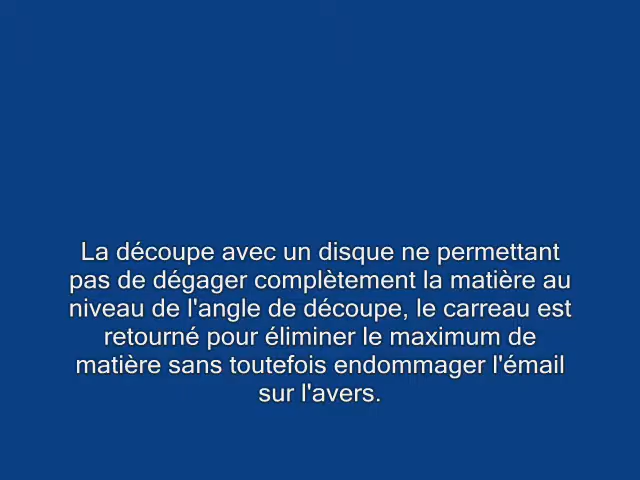 La découpe avec un disque ne permettant
pas de dégager complètement la matière au
niveau de l'angle de découpe, le carreau est
retourné pour éliminer le maximum de
matière sans toutefois endommager l'émail
sur l'avers.